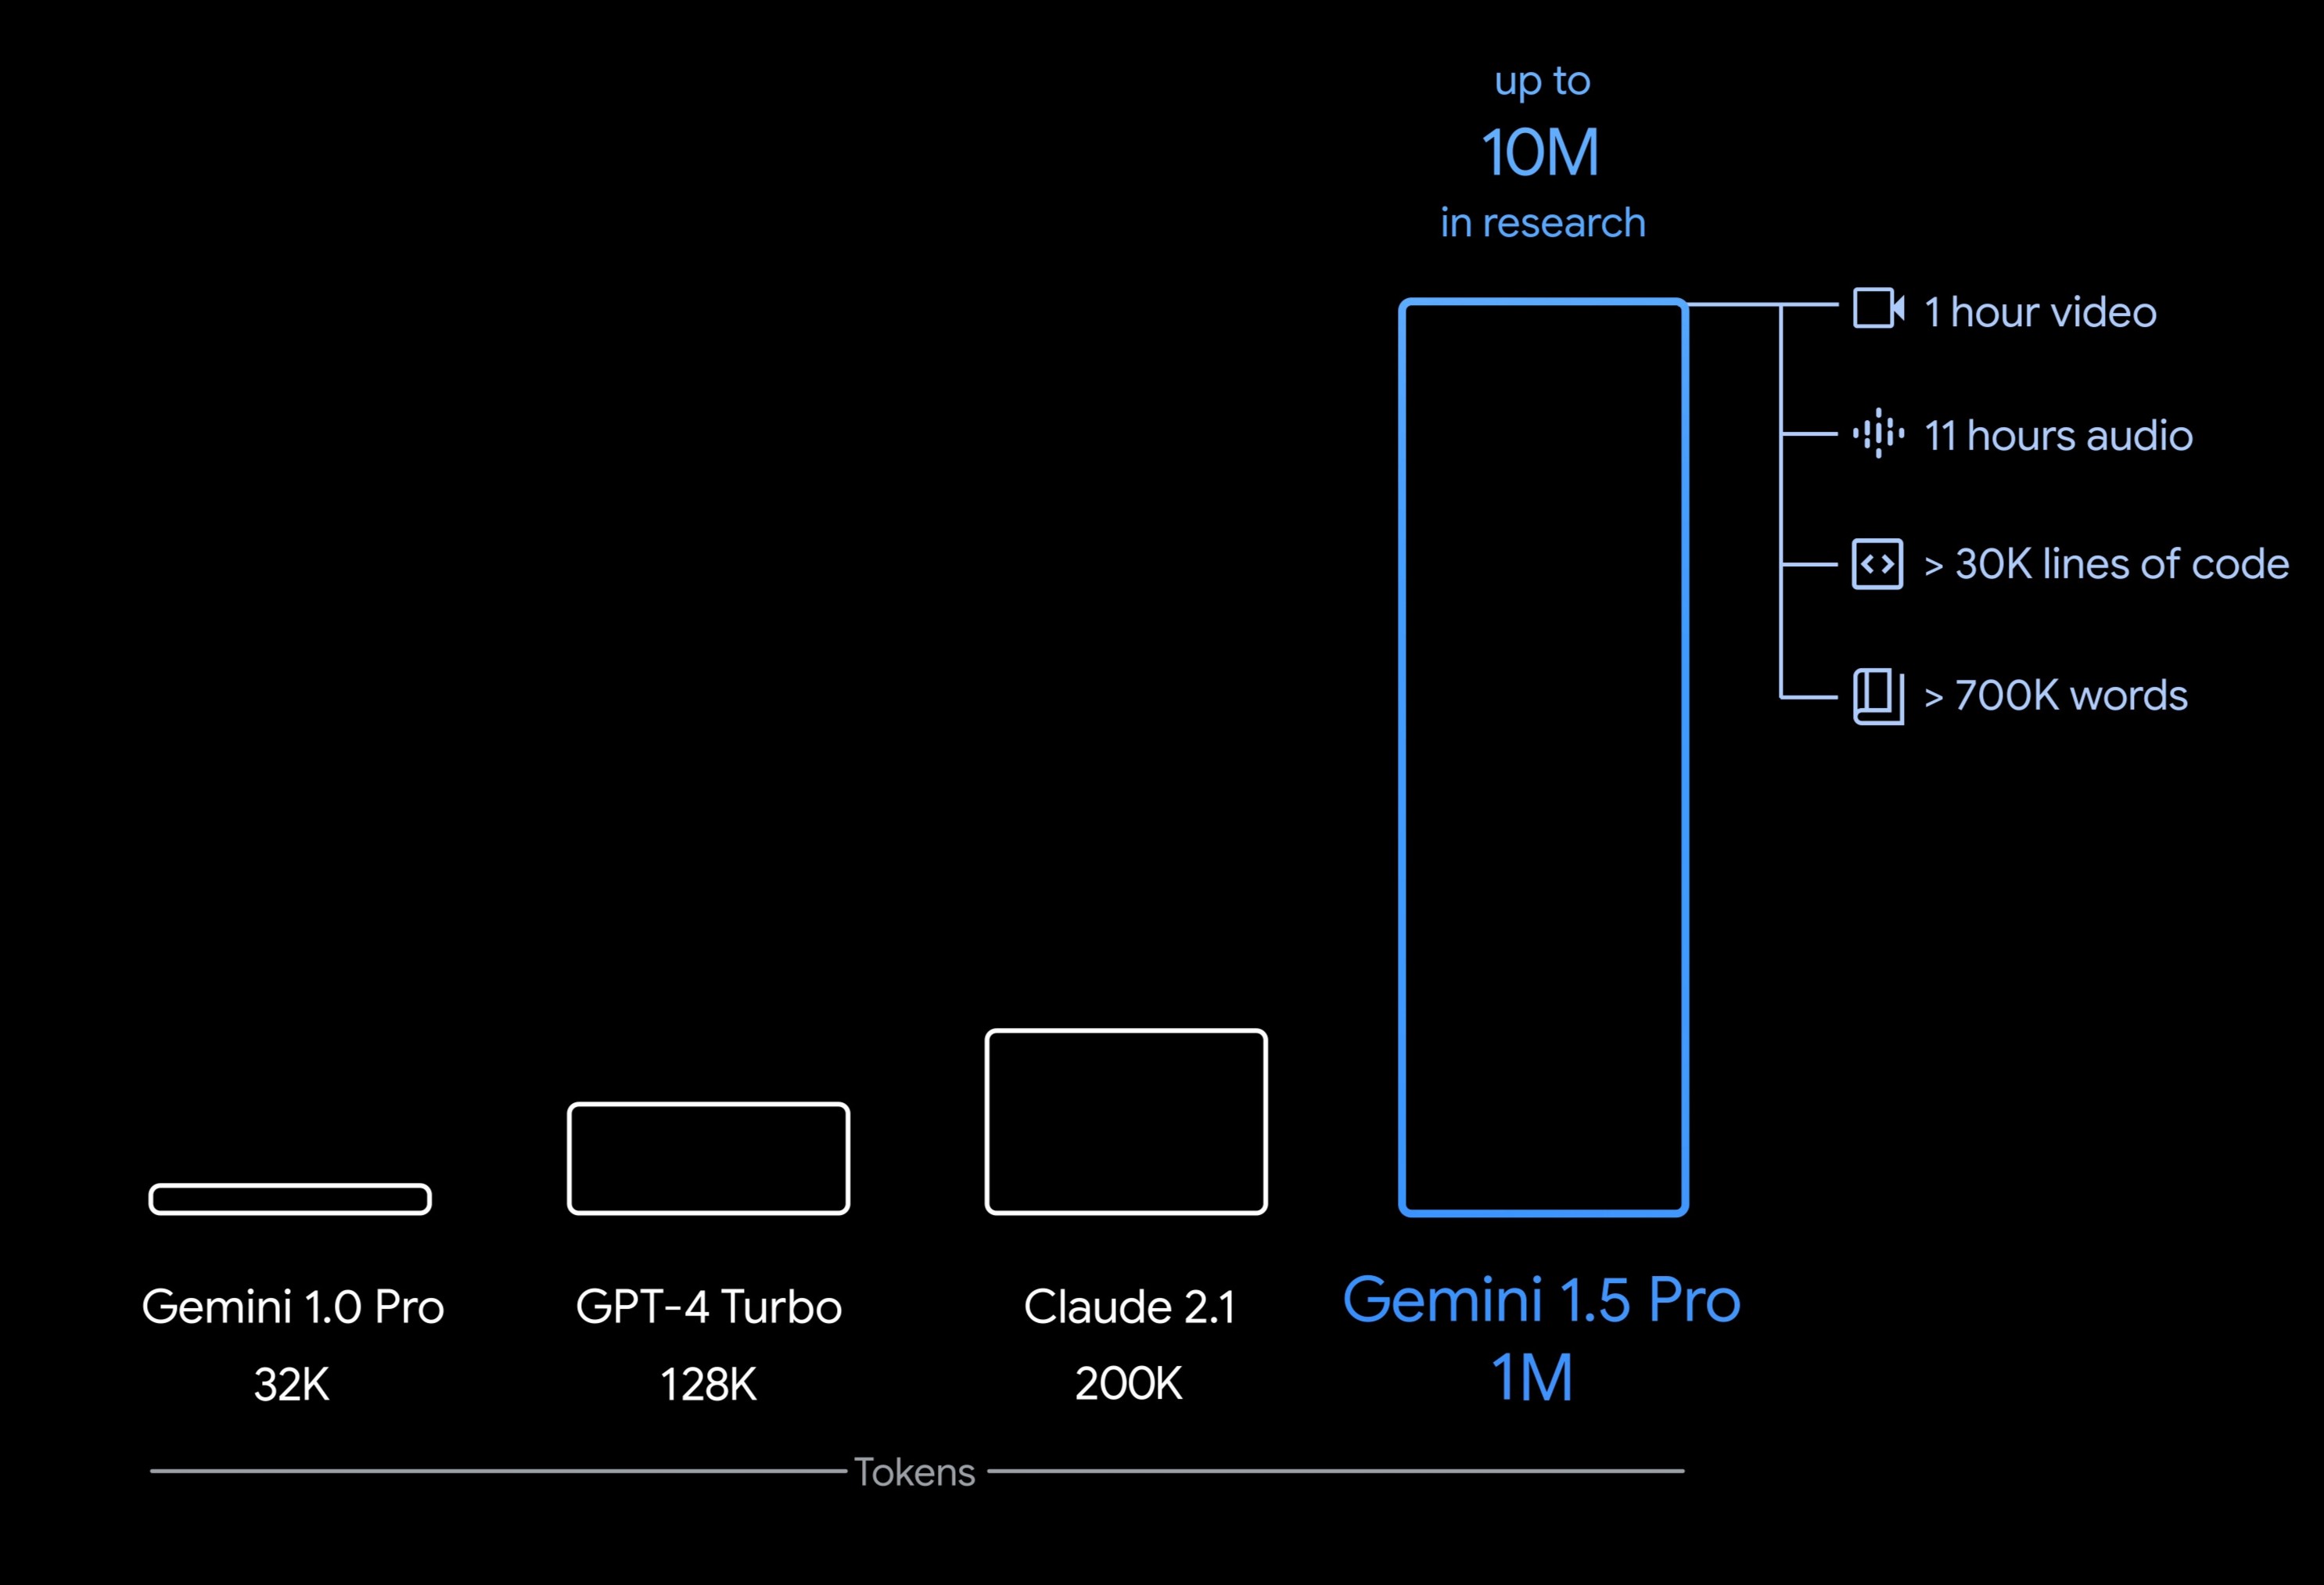 up to
10M
in research
1 hour video
11 hours audio
> 30K lines of code
> 700K words
Gemini 1.0 Pro
32K
GPT-4 Turbo
128K
Claude 2.1
200K
Gemini 1.5 Pro
1M
Tokens